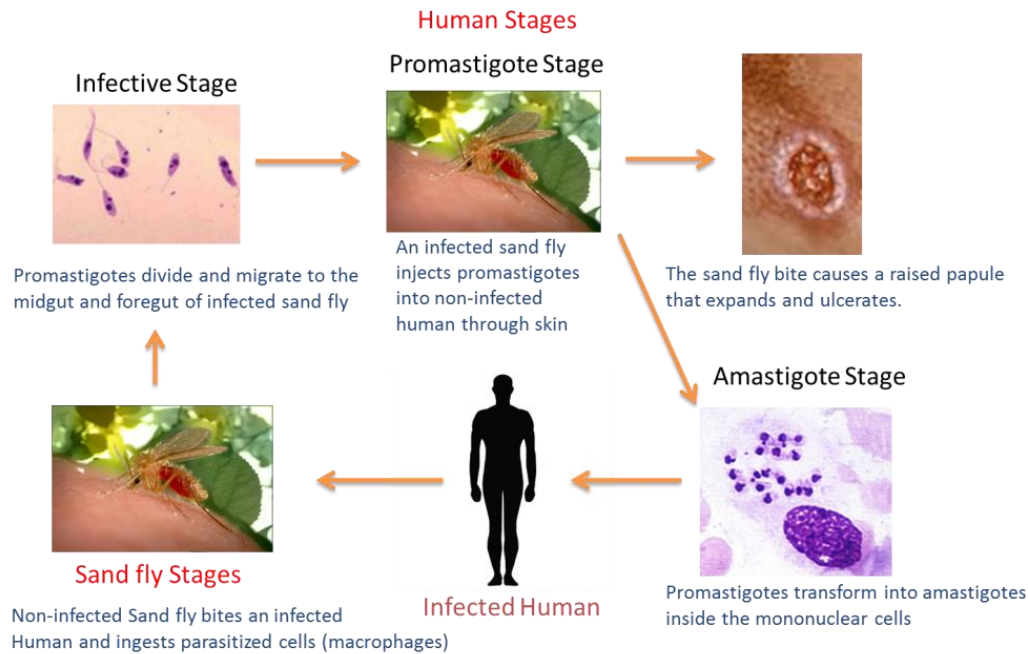 Human Stages
Infective Stage
Promastigote Stage
Promastigotes divide and migrate to the
midgut and foregut of infected sand fly
An infected sand fly
injects promastigotes
into non-infected
human through skin
The sand fly bite causes a raised papule
that expands and ulcerates.
Amastigote Stage
Promastigotes transform into amastigotes
inside the mononuclear cells
Infected Human
Sand fly Stages
Non-infected Sand fly bites an infected
Human and ingests parasitized cells (macrophages)